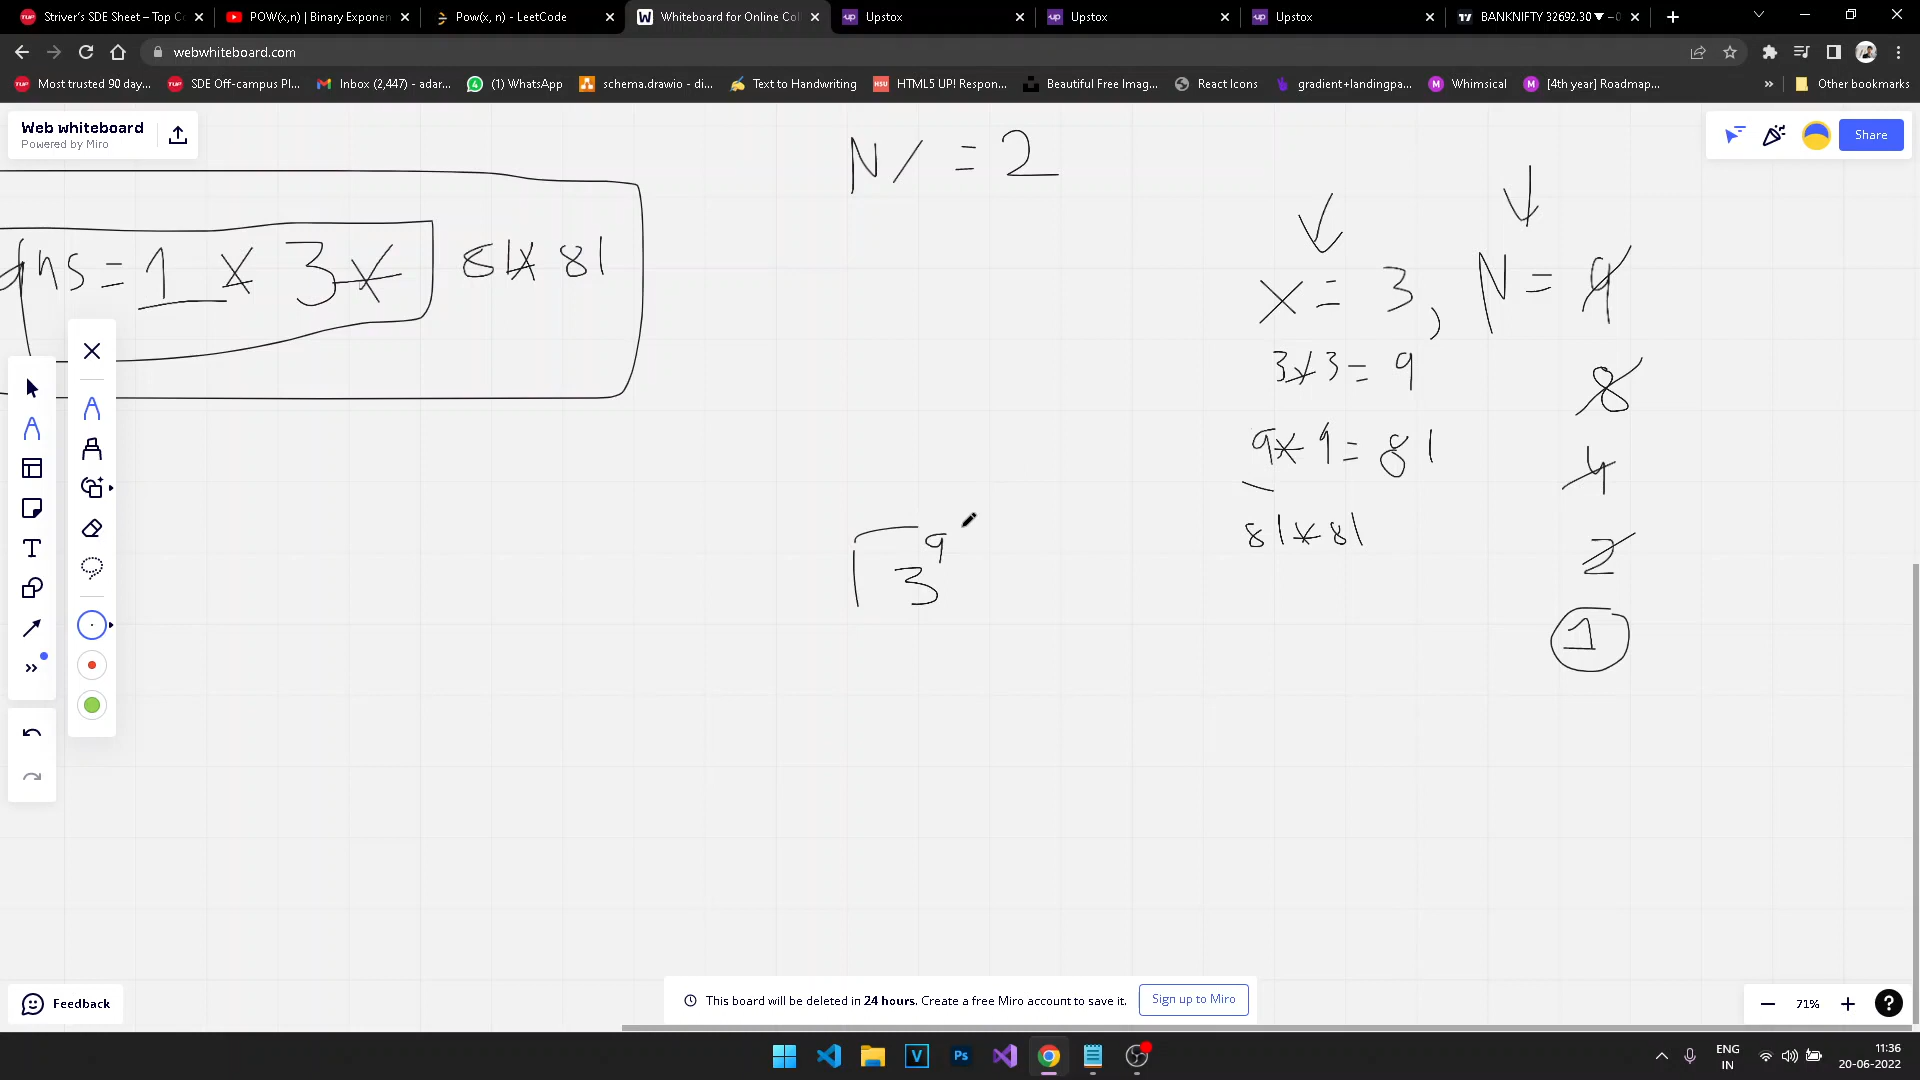 Striver's SDE Sheet – Top Co
POW(x,n) | Binary Exponen
Pow(x, n) - LeetCode
Whiteboard for Online Coll
Upstox
Upstox
Upstox
BANKNIFTY 32692.30 ▼ −0
webwhiteboard.com
Most trusted 90 day...
SDE Off-campus Pl...
Inbox (2,447) - adar...
(1) WhatsApp
schema.drawio - di...
Text to Handwriting
HTML5 UP! Respon...
Beautiful Free Imag...
React Icons
gradient+landingpa...
Whimsical
[4th year] Roadmap...
»
Other bookmarks
Web whiteboard
Powered by Miro
Share
N/ = 2
ans = 1 * 3 * 81 * 81
x = 3, N = 9
3*3 = 9
8
9*9 = 81
4
81*81
2
3^9
1
Feedback
This board will be deleted in 24 hours. Create a free Miro account to save it.
Sign up to Miro
71%
ENG
IN
11:36
20-06-2022